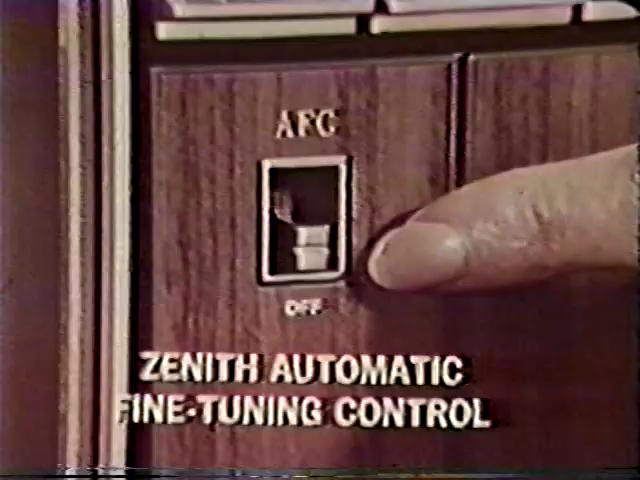 AFC
OFF
ZENITH AUTOMATIC
FINE-TUNING CONTROL